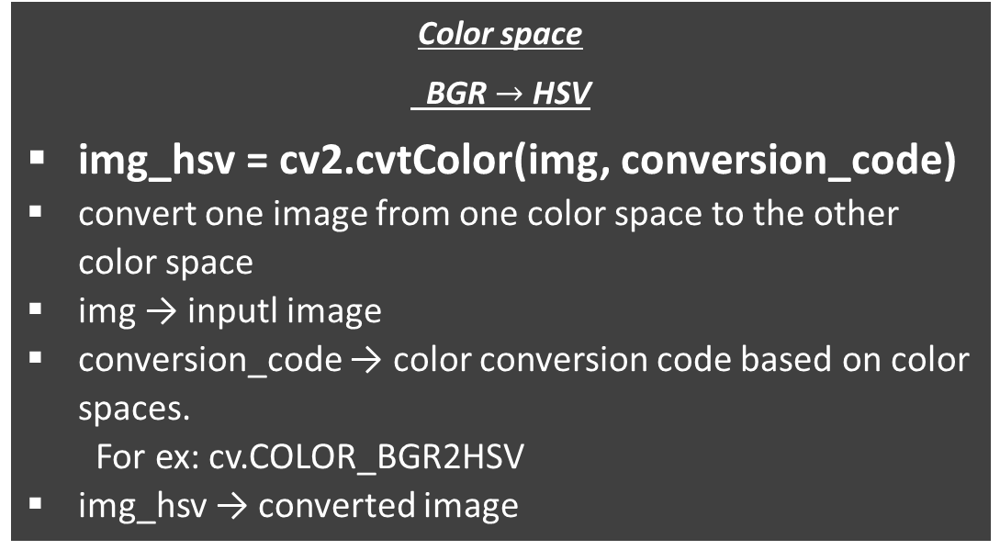 Color space
BGR → HSV
▪ img_hsv = cv2.cvtColor(img, conversion_code)
▪ convert one image from one color space to the other
color space
▪ img → inputl image
▪ conversion_code → color conversion code based on color
spaces.
For ex: cv.COLOR_BGR2HSV
▪ img_hsv → converted image